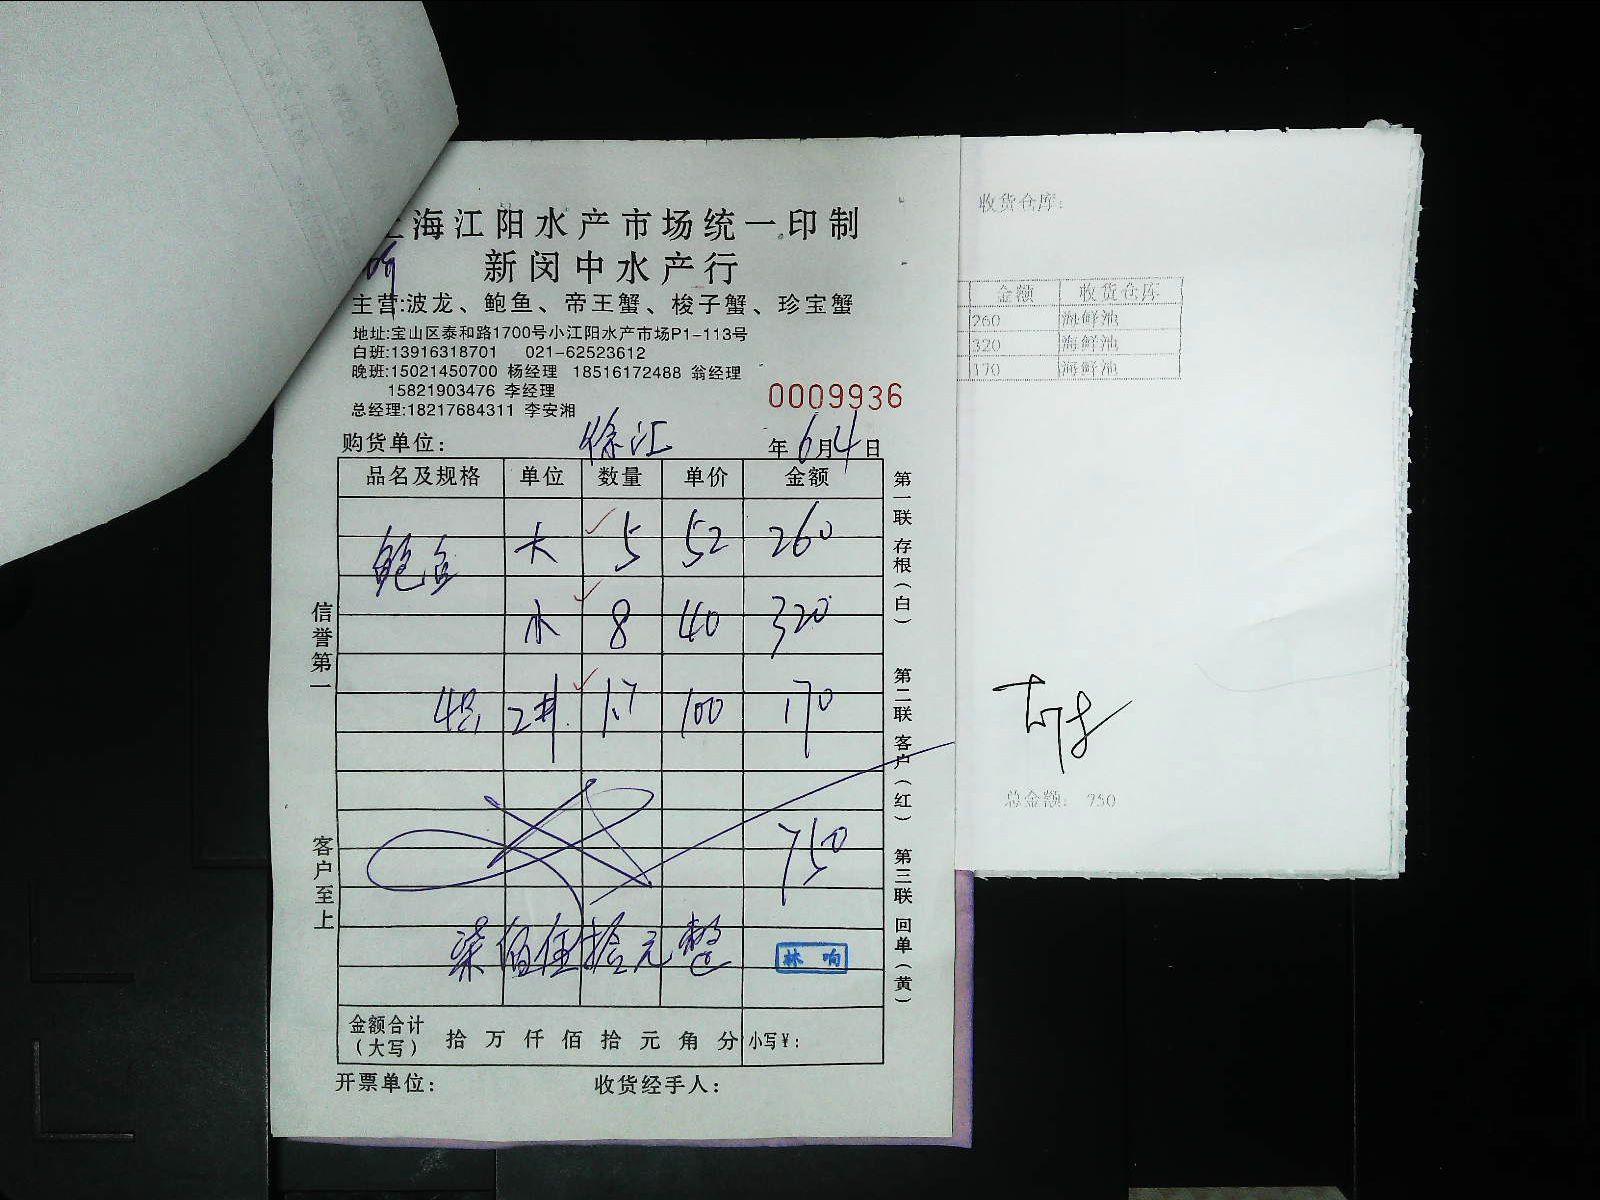 上海江阳水产市场统一印制
新闵中水产行
主营:波龙、鲍鱼、帝王蟹、梭子蟹、珍宝蟹
地址:宝山区泰和路1700号小江阳水产市场P1-113号
白班:13916318701 021-62523612
晚班:15021450700 杨经理 18516172488 翁经理
15821903476 李经理
总经理:18217684311 李安湘
0009936
购货单位: 徐汇 年6月4日
品名及规格 单位 数量 单价 金额
鲍鱼 大 5 52 260
小 8 40 320
1.7 100 170
750
柒佰伍拾元整
林响
金额合计(大写) 拾 万 仟 佰 拾 元 角 分 小写¥:
开票单位: 收货经手人:
信誉第一
客户至上
第一联 存根(白)
第二联 客户(红)
第三联 回单(黄)
收货仓库:
金额 收货仓库
260 海鲜池
320 海鲜池
170 海鲜池
总金额: 750